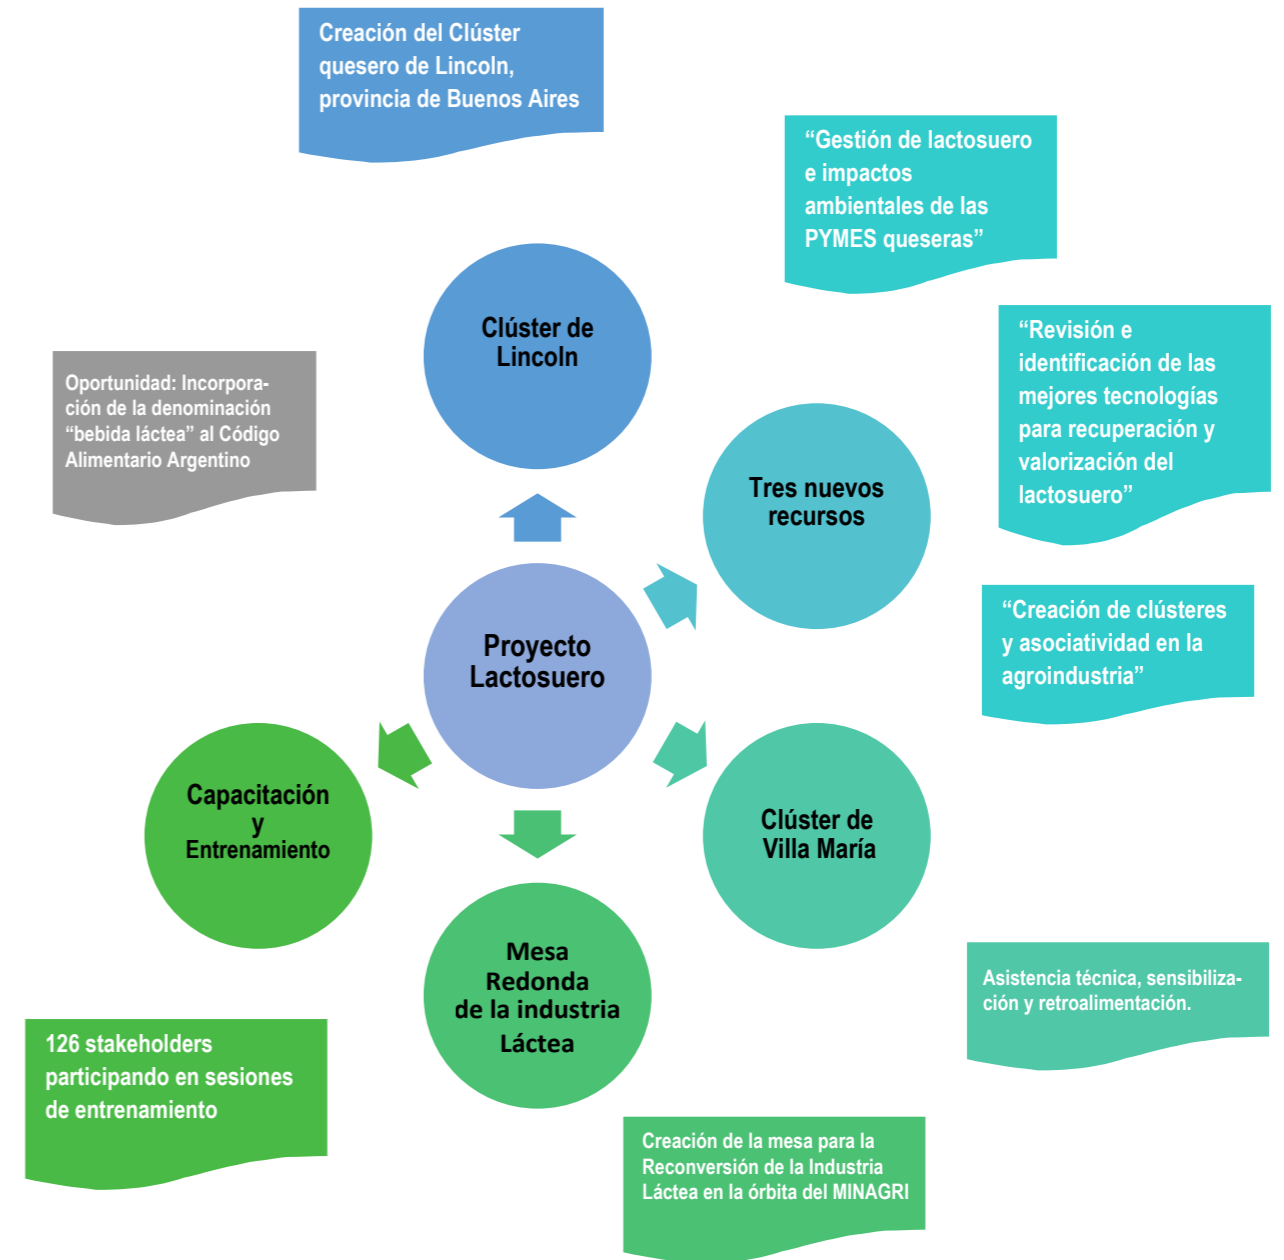 Creación del Clúster
quesero de Lincoln,
provincia de Buenos Aires
“Gestión de lactosuero
e impactos
ambientales de las
PYMES queseras”
Clúster de
Lincoln
“Revisión e
identificación de las
mejores tecnologías
para recuperación y
valorización del
lactosuero”
Oportunidad: Incorpora-
ción de la denominación
“bebida láctea” al Código
Alimentario Argentino
Tres nuevos
recursos
“Creación de clústeres
y asociatividad en la
agroindustria”
Proyecto
Lactosuero
Capacitación
y
Entrenamiento
Clúster de
Villa María
Mesa
Redonda
de la industria
Láctea
Asistencia técnica, sensibiliza-
ción y retroalimentación.
126 stakeholders
participando en sesiones
de entrenamiento
Creación de la mesa para la
Reconversión de la Industria
Láctea en la órbita del MINAGRI